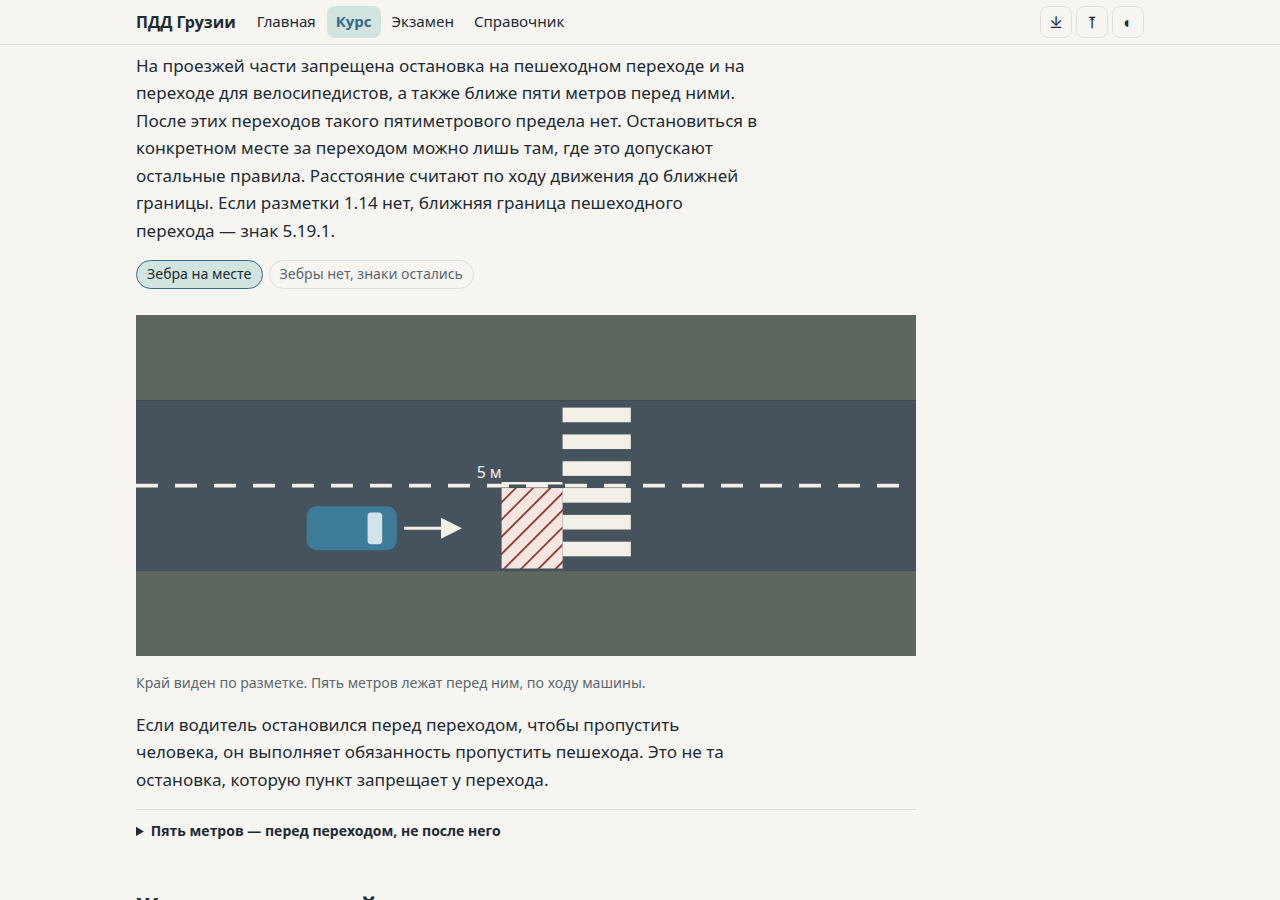 ПДД Грузии Главная Курс Экзамен Справочник
На проезжей части запрещена остановка на пешеходном переходе и на
переходе для велосипедистов, а также ближе пяти метров перед ними.
После этих переходов такого пятиметрового предела нет. Остановиться в
конкретном месте за переходом можно лишь там, где это допускают
остальные правила. Расстояние считают по ходу движения до ближней
границы. Если разметки 1.14 нет, ближняя граница пешеходного
перехода — знак 5.19.1.
Зебра на месте Зебры нет, знаки остались
5 м
Край виден по разметке. Пять метров лежат перед ним, по ходу машины.
Если водитель остановился перед переходом, чтобы пропустить
человека, он выполняет обязанность пропустить пешехода. Это не та
остановка, которую пункт запрещает у перехода.
Пять метров — перед переходом, не после него